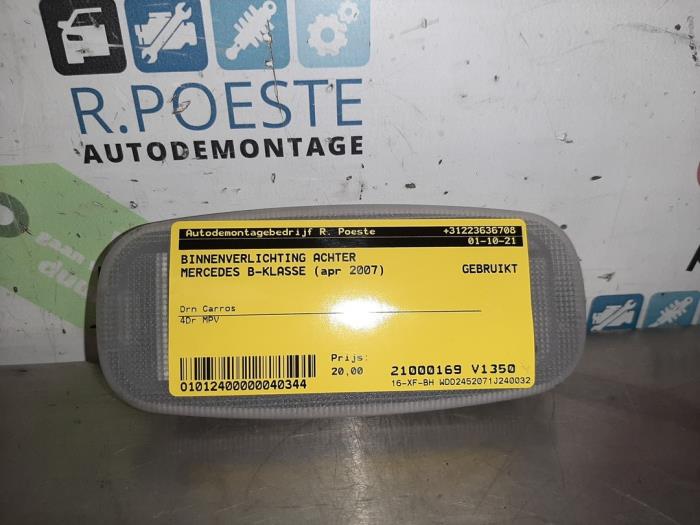 R.POESTE
AUTODEMONTAGE
Autodemontagebedrijf R. Poeste +31223636708
01-10-21
BINNENVERLICHTING ACHTER
MERCEDES B-KLASSE (apr 2007) GEBRUIKT
Drn Carros
4Dr MPV
Prijs:
20,00
21000169 V1350
O1012400000040344
16-XF-BH WDD2452071J240032